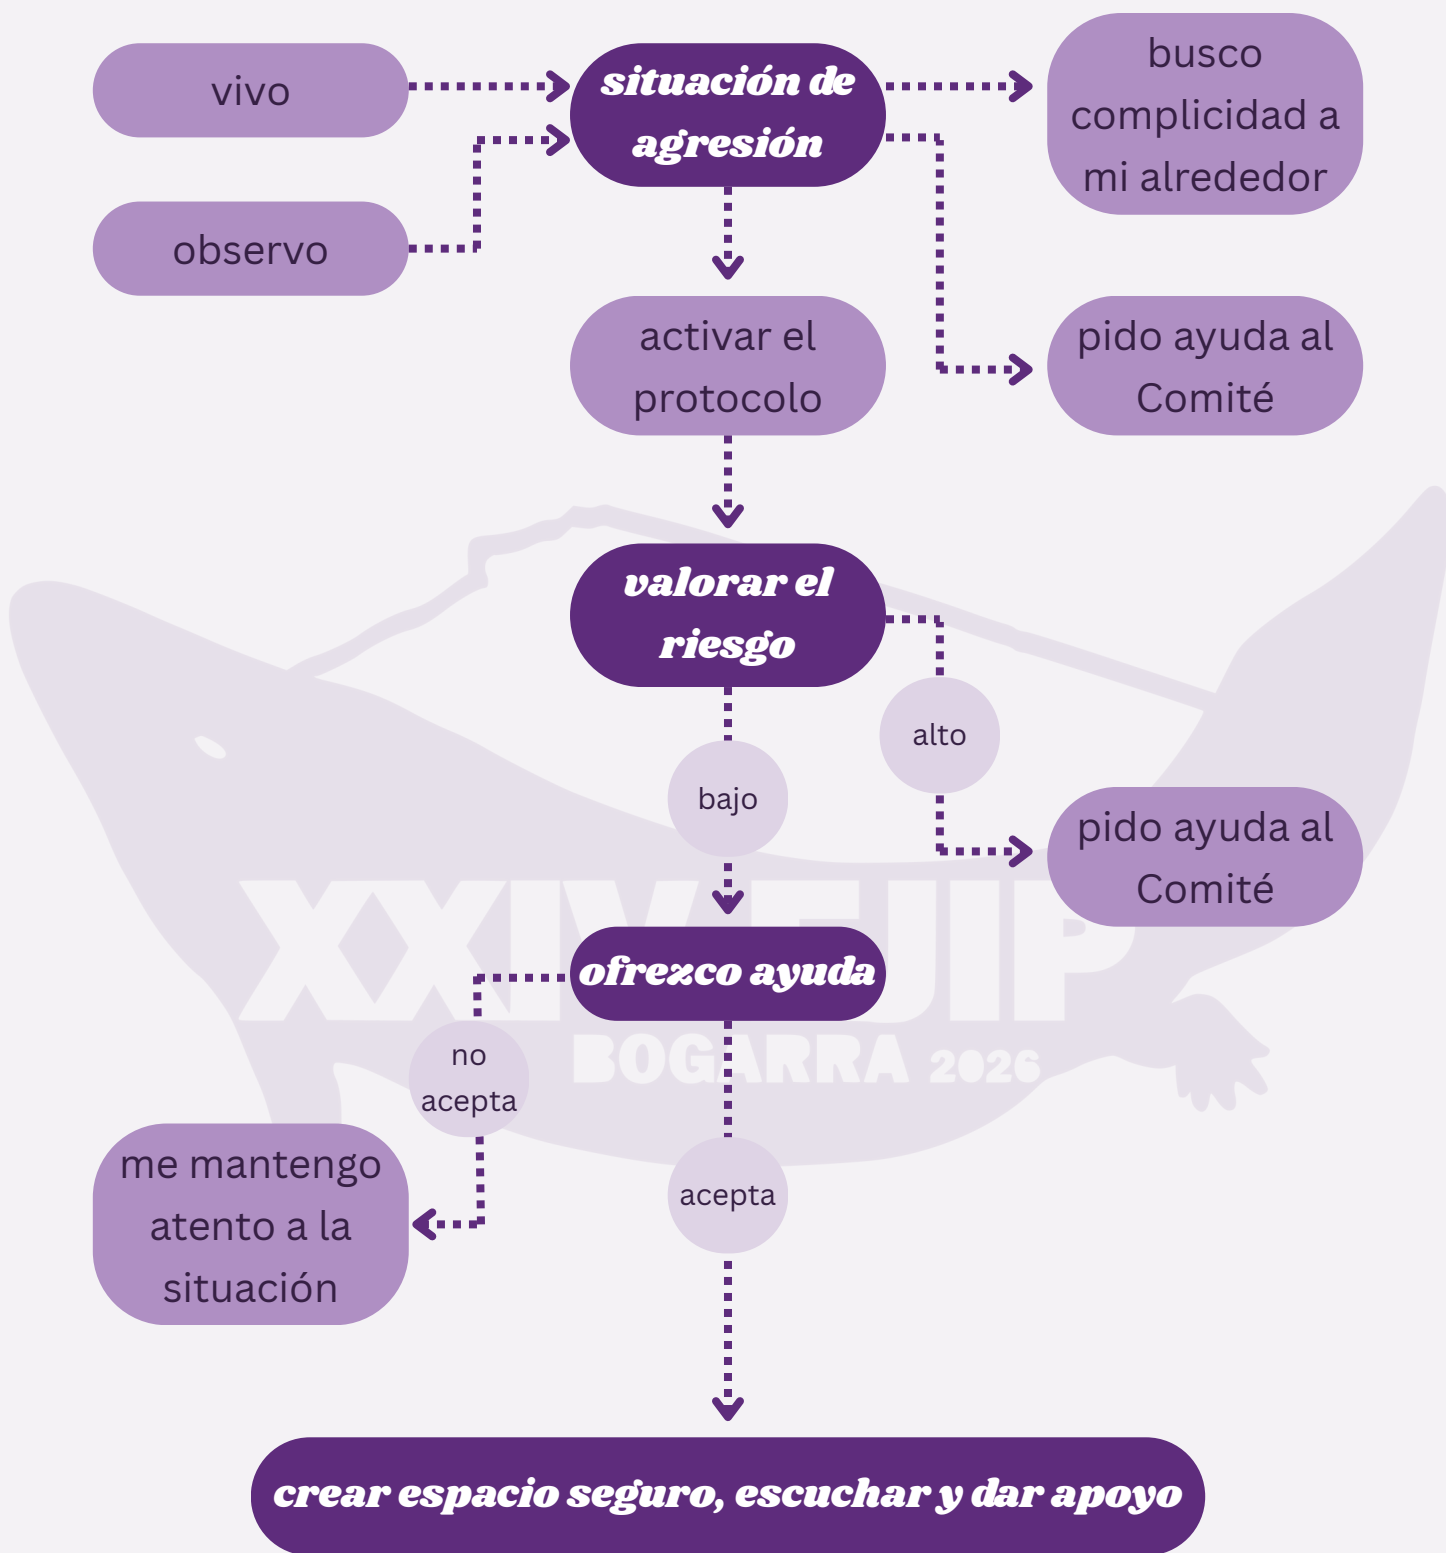 vivo
situación de
agresión
busco
complicidad a
mi alrededor
observo
activar el
protocolo
pido ayuda al
Comité
valorar el
riesgo
alto
bajo
pido ayuda al
Comité
XXIV EJIP
BOGARRA 2026
ofrezco ayuda
no
acepta
me mantengo
atento a la
situación
acepta
crear espacio seguro, escuchar y dar apoyo